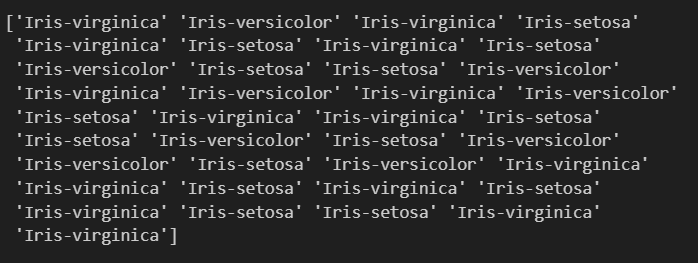 ['Iris-virginica' 'Iris-versicolor' 'Iris-virginica' 'Iris-setosa'
'Iris-virginica' 'Iris-setosa' 'Iris-virginica' 'Iris-setosa'
'Iris-versicolor' 'Iris-setosa' 'Iris-setosa' 'Iris-versicolor'
'Iris-virginica' 'Iris-versicolor' 'Iris-virginica' 'Iris-versicolor'
'Iris-setosa' 'Iris-virginica' 'Iris-virginica' 'Iris-setosa'
'Iris-setosa' 'Iris-versicolor' 'Iris-setosa' 'Iris-versicolor'
'Iris-versicolor' 'Iris-setosa' 'Iris-versicolor' 'Iris-virginica'
'Iris-virginica' 'Iris-setosa' 'Iris-virginica' 'Iris-setosa'
'Iris-virginica' 'Iris-setosa' 'Iris-setosa' 'Iris-virginica'
'Iris-virginica']